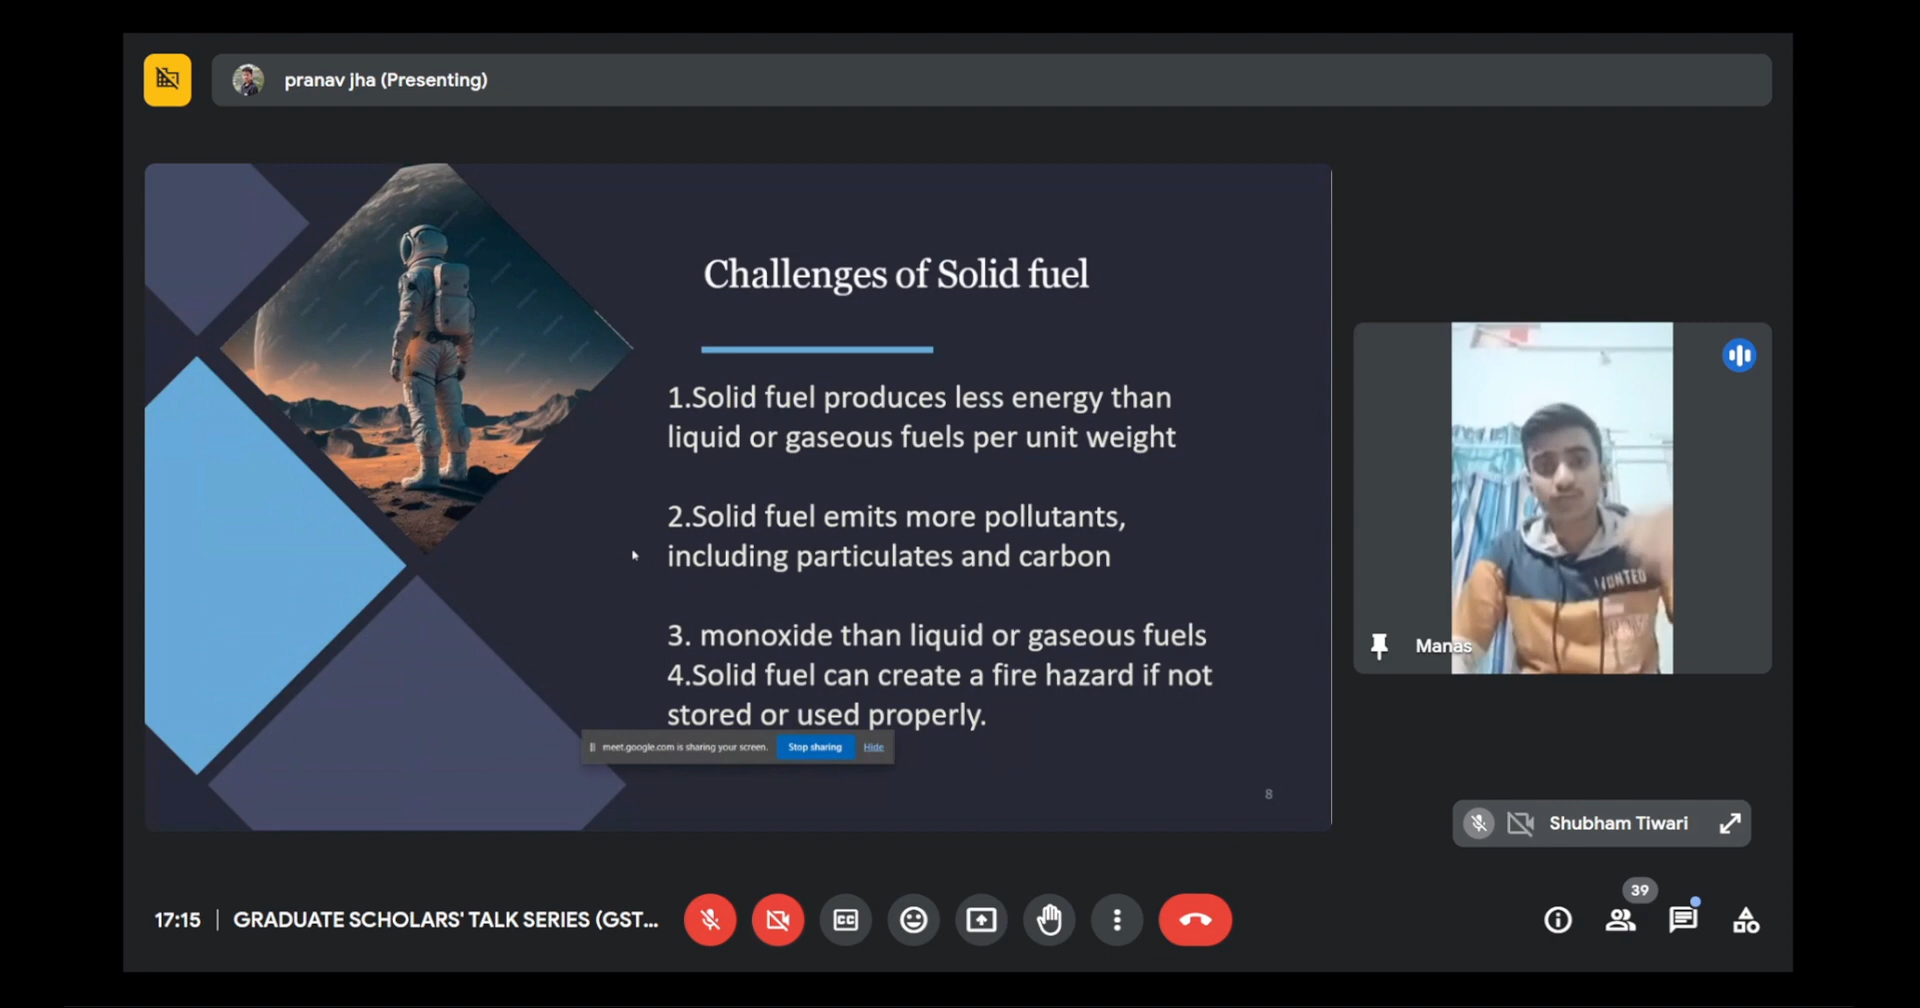 pranav jha (Presenting)
Challenges of Solid fuel
1.Solid fuel produces less energy than
liquid or gaseous fuels per unit weight
2.Solid fuel emits more pollutants,
including particulates and carbon
3. monoxide than liquid or gaseous fuels
4.Solid fuel can create a fire hazard if not
stored or used properly.
meet.google.com is sharing your screen. Stop sharing Hide
8
Manas
Shubham Tiwari
39
17:15 GRADUATE SCHOLARS' TALK SERIES (GST...
CC